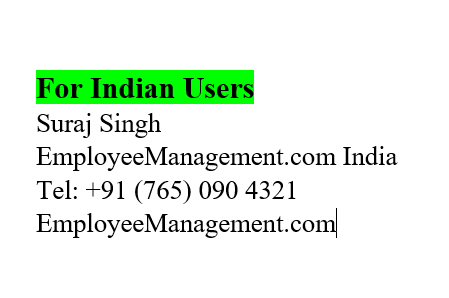 For Indian Users
Suraj Singh
EmployeeManagement.com India
Tel: +91 (765) 090 4321
EmployeeManagement.com